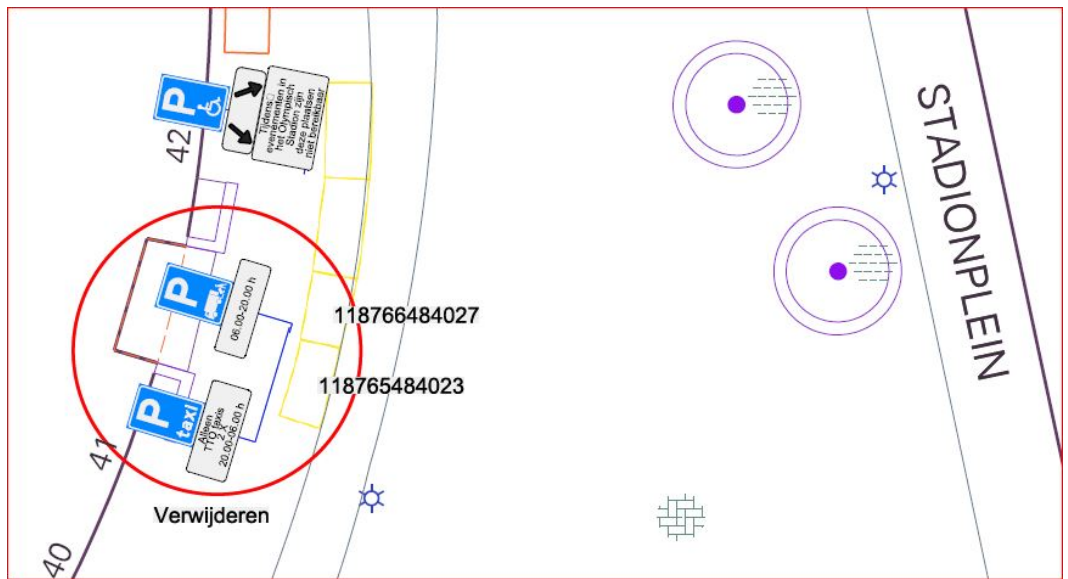 P
Tijdens
evenementen in
het Olympisch
Stadion zijn
deze plaatsen
niet bereikbaar
42
STADIONPLEIN
P
06.00-20.00 h
118766484027
118765484023
P
taxi
Alleen
TTO taxis
2 X
20.00-06.00 h
41
Verwijderen
40